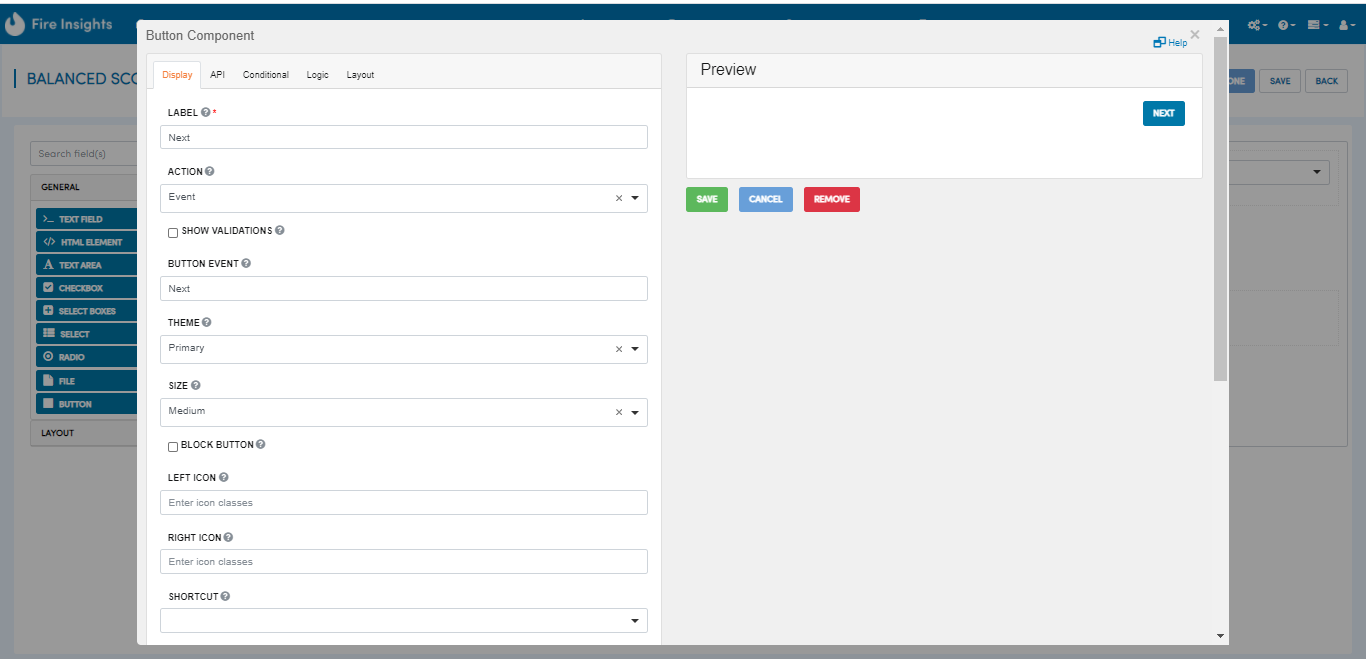 Fire Insights
BALANCED SCO
ONE
SAVE
BACK
Search field(s)
GENERAL
TEXT FIELD
HTML ELEMENT
TEXT AREA
CHECKBOX
SELECT BOXES
SELECT
RADIO
FILE
BUTTON
LAYOUT
Button Component
Help
Display API Conditional Logic Layout
LABEL *
Next
ACTION
Event
SHOW VALIDATIONS
BUTTON EVENT
Next
THEME
Primary
SIZE
Medium
BLOCK BUTTON
LEFT ICON
Enter icon classes
RIGHT ICON
Enter icon classes
SHORTCUT
Preview
NEXT
SAVE CANCEL REMOVE